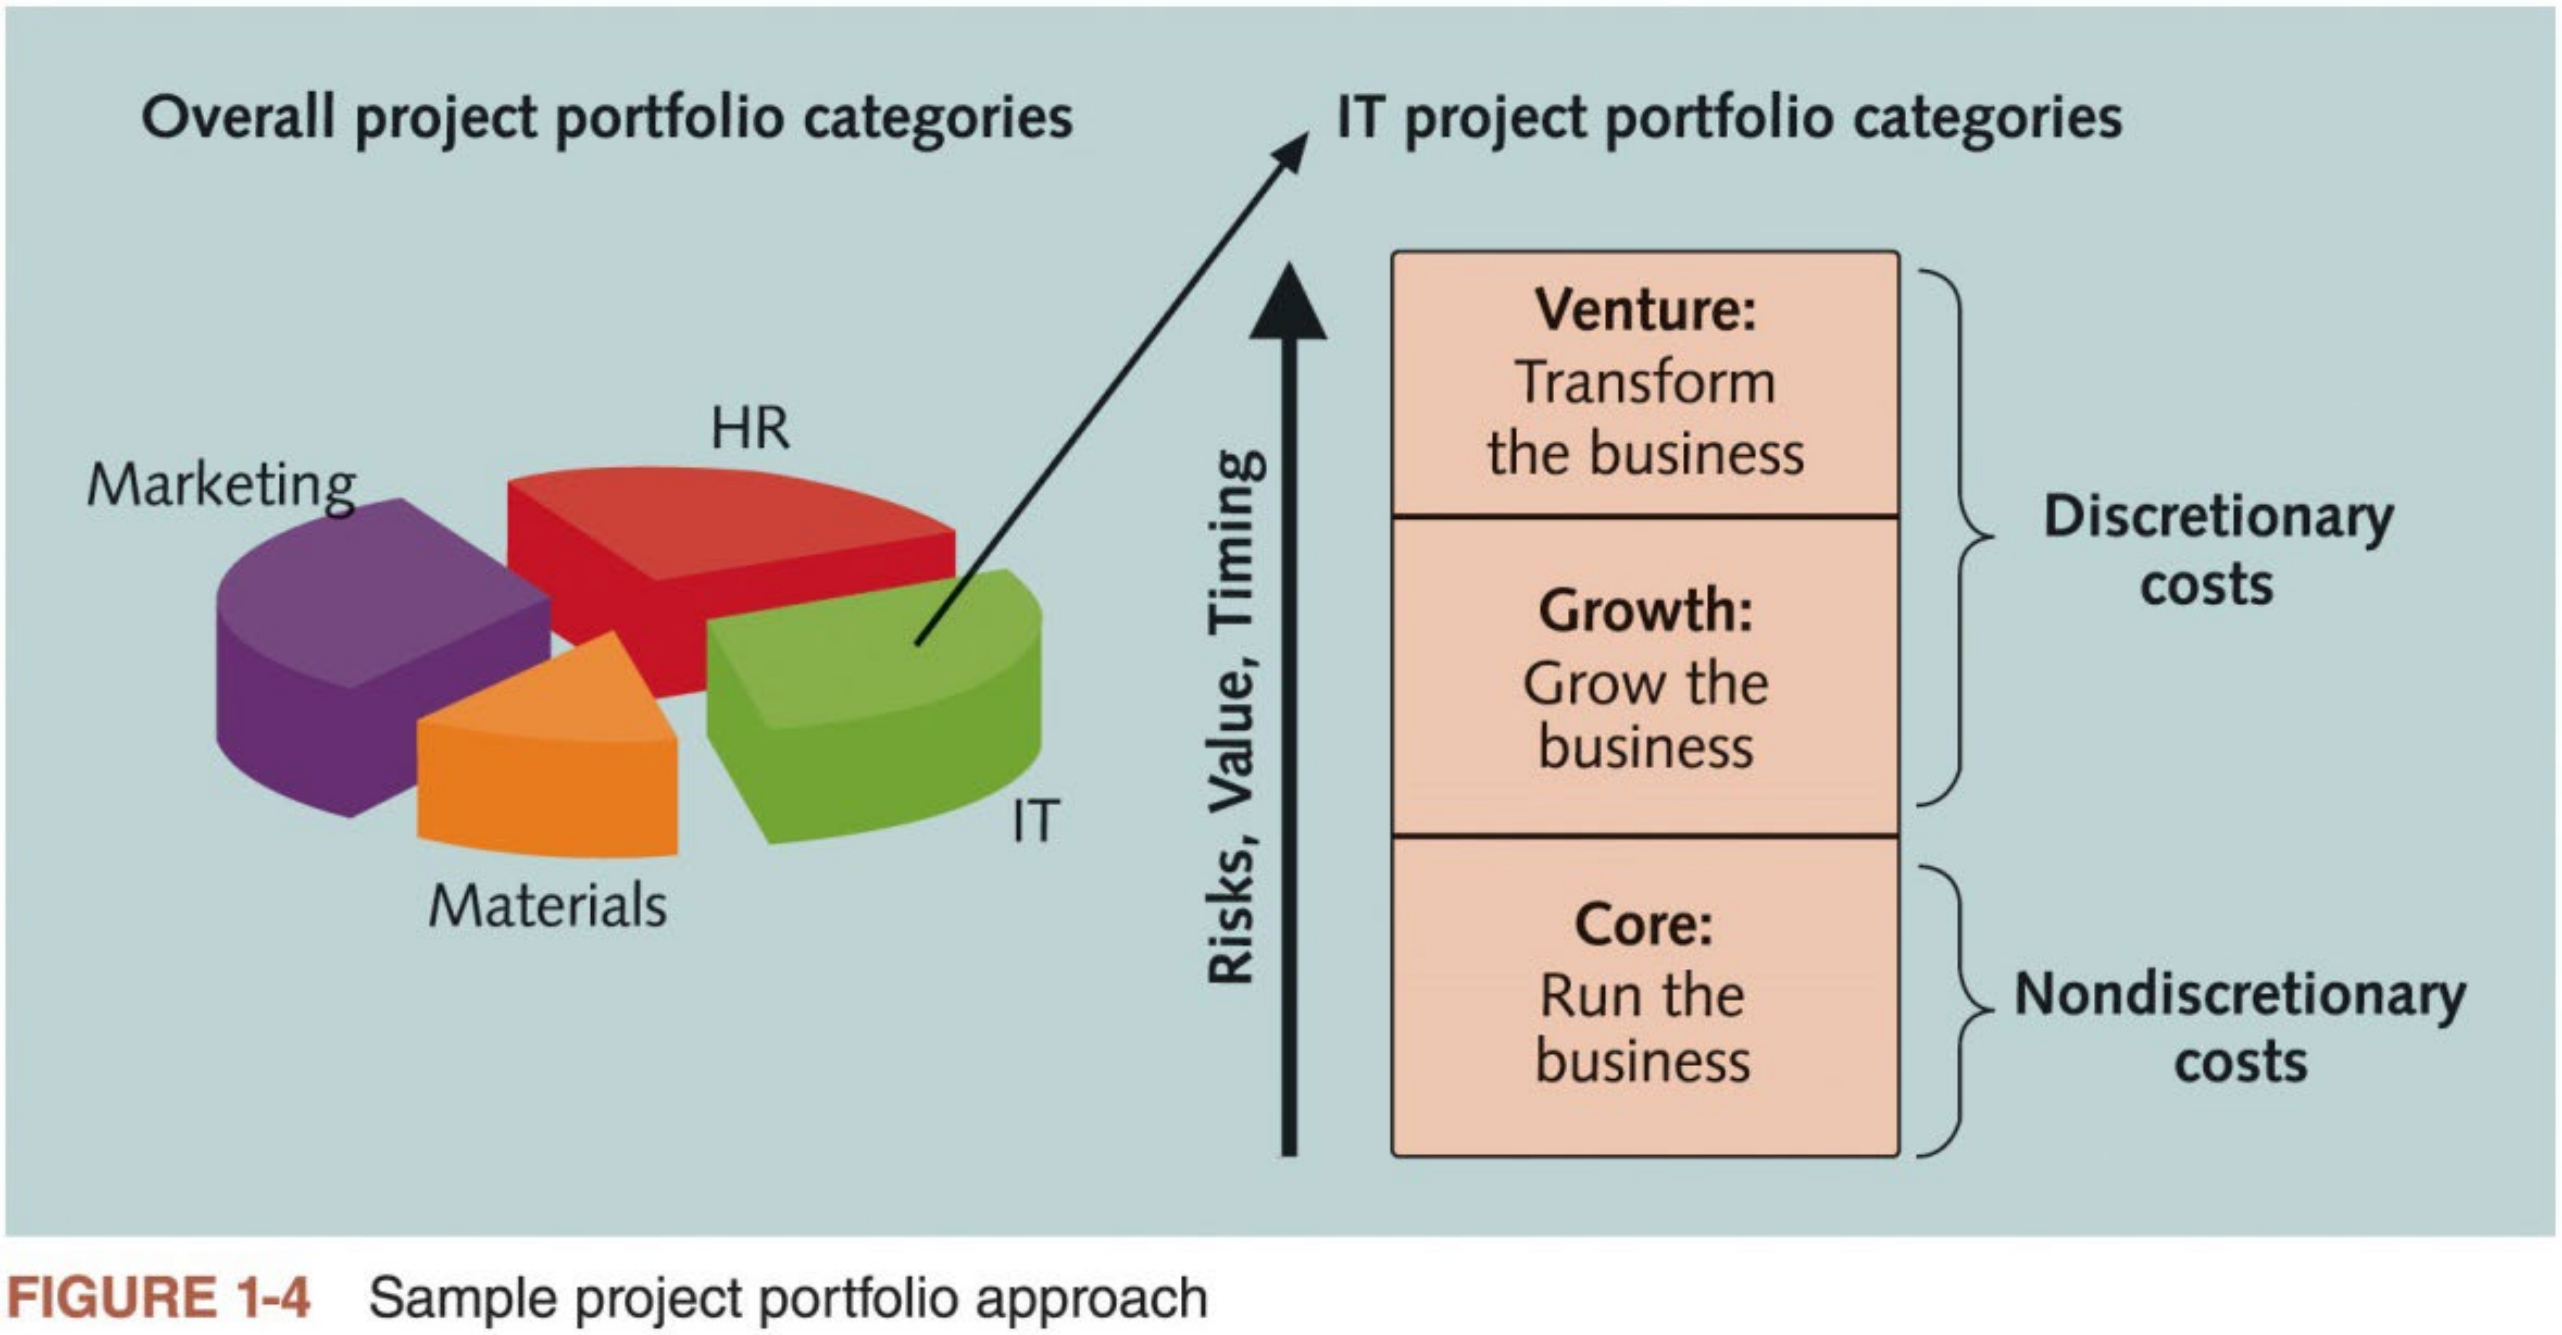 Overall project portfolio categories
IT project portfolio categories
Marketing
HR
IT
Materials
Risks, Value, Timing
Venture:
Transform
the business
Growth:
Grow the
business
Core:
Run the
business
Discretionary
costs
Nondiscretionary
costs
FIGURE 1-4 Sample project portfolio approach